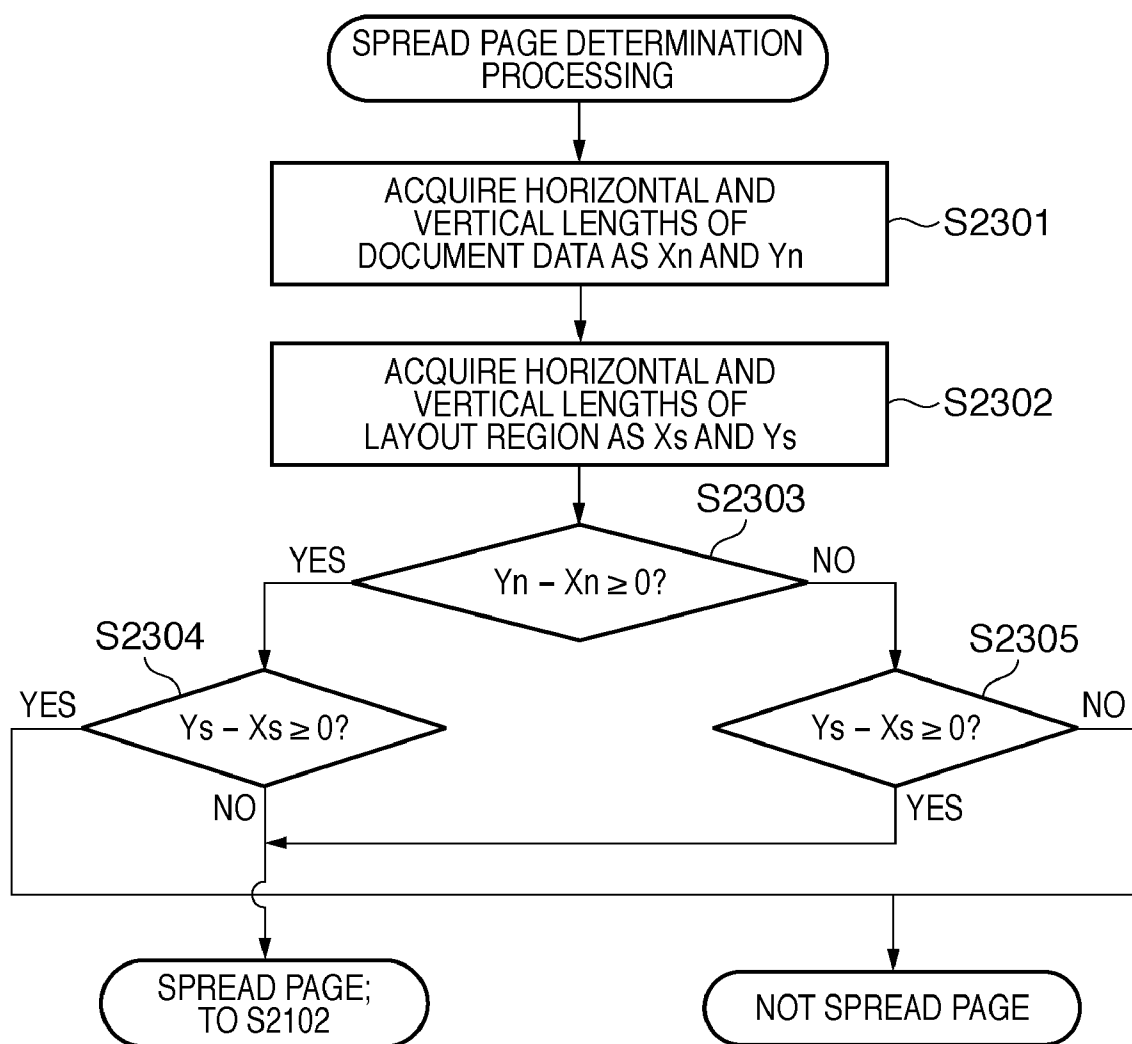 SPREAD PAGE DETERMINATION
PROCESSING
ACQUIRE HORIZONTAL AND
VERTICAL LENGTHS OF
DOCUMENT DATA AS Xn AND Yn
S2301
ACQUIRE HORIZONTAL AND
VERTICAL LENGTHS OF
LAYOUT REGION AS Xs AND Ys
S2302
S2303
YES
Yn – Xn ≥ 0?
NO
S2304
YES
Ys – Xs ≥ 0?
NO
S2305
Ys – Xs ≥ 0?
NO
YES
SPREAD PAGE;
TO S2102
NOT SPREAD PAGE